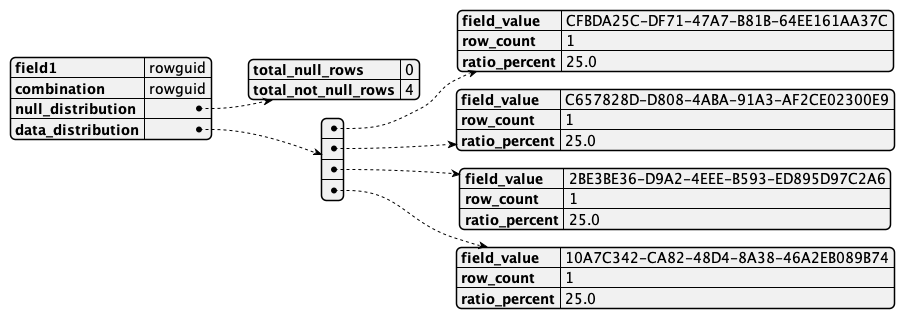 field1 rowguid
combination rowguid
null_distribution
data_distribution
total_null_rows 0
total_not_null_rows 4
field_value CFBDA25C-DF71-47A7-B81B-64EE161AA37C
row_count 1
ratio_percent 25.0
field_value C657828D-D808-4ABA-91A3-AF2CE02300E9
row_count 1
ratio_percent 25.0
field_value 2BE3BE36-D9A2-4EEE-B593-ED895D97C2A6
row_count 1
ratio_percent 25.0
field_value 10A7C342-CA82-48D4-8A38-46A2EB089B74
row_count 1
ratio_percent 25.0